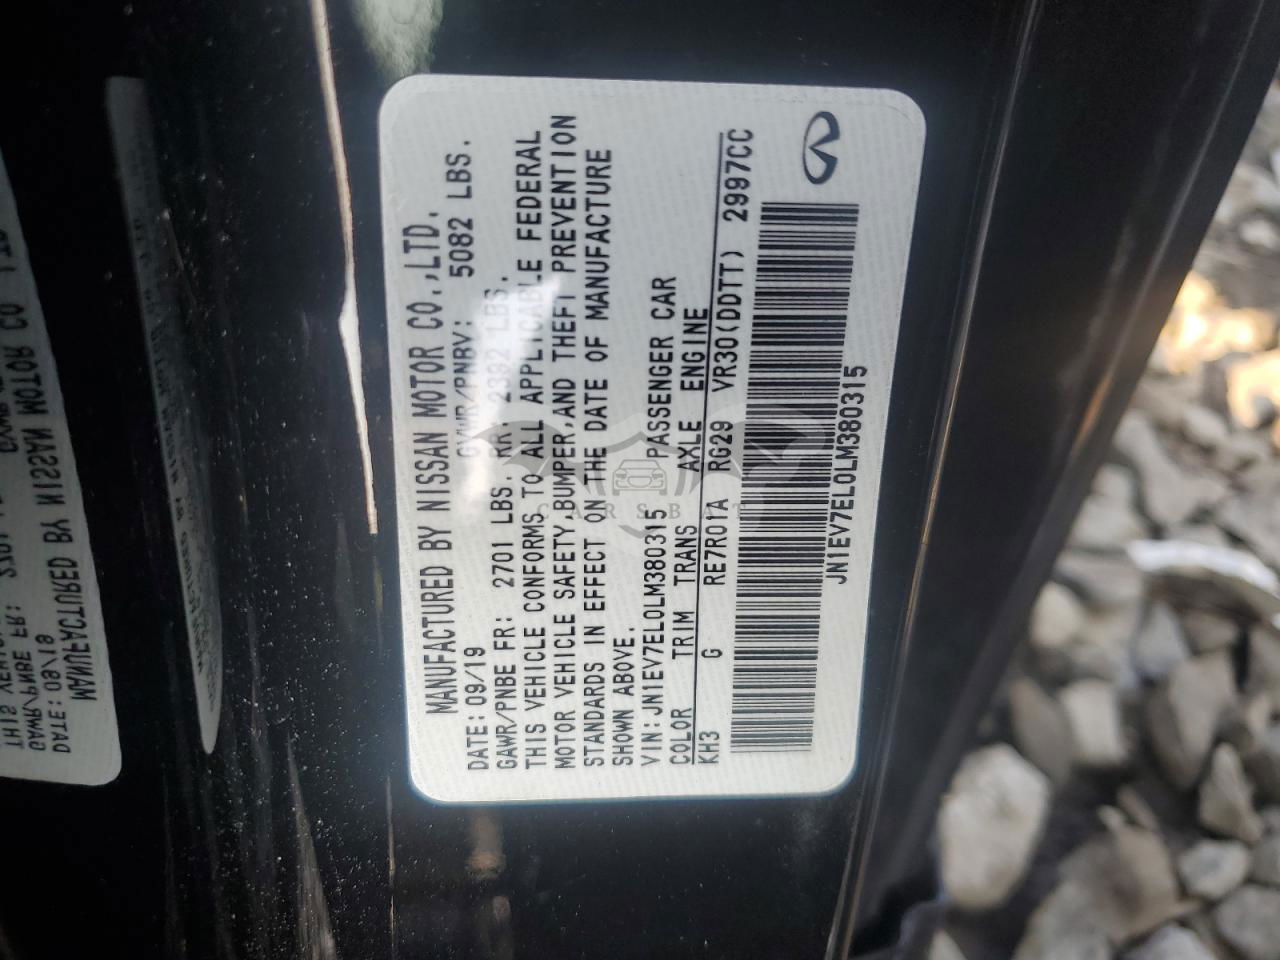 MANUFACTURED BY NISSAN MOTOR CO.,LTD.
DATE: 09/19 GVWR/PNBV: 5082 LBS.
GAWR/PNBE FR: 2701 LBS. RR: 2392 LBS.
THIS VEHICLE CONFORMS TO ALL APPLICABLE FEDERAL
MOTOR VEHICLE SAFETY,BUMPER,AND THEFT PREVENTION
STANDARDS IN EFFECT ON THE DATE OF MANUFACTURE
SHOWN ABOVE.
VIN: JN1EV7EL0LM380315 PASSENGER CAR
COLOR TRIM TRANS AXLE ENGINE
KH3 G RE7R01A RG29 VR30(DDTT) 2997CC
JN1EV7EL0LM380315
CARSBAT